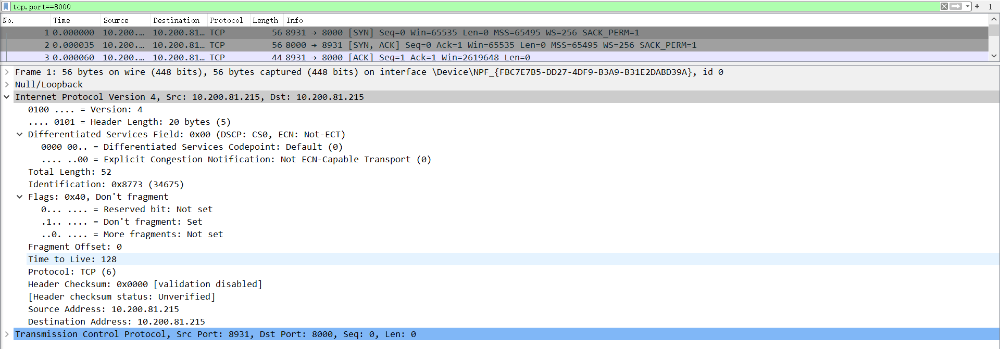 tcp.port==8000 + 1
No. Time Source Destination Protocol Length Info
1 0.000000 10.200.… 10.200.81… TCP 56 8931 → 8000 [SYN] Seq=0 Win=65535 Len=0 MSS=65495 WS=256 SACK_PERM=1
2 0.000035 10.200.… 10.200.81… TCP 56 8000 → 8931 [SYN, ACK] Seq=0 Ack=1 Win=65535 Len=0 MSS=65495 WS=256 SACK_PERM=1
3 0.000060 10.200.… 10.200.81… TCP 44 8931 → 8000 [ACK] Seq=1 Ack=1 Win=2619648 Len=0
Frame 1: 56 bytes on wire (448 bits), 56 bytes captured (448 bits) on interface \Device\NPF_{FBC7E7B5-DD27-4DF9-B3A9-B31E2DABD39A}, id 0
Null/Loopback
Internet Protocol Version 4, Src: 10.200.81.215, Dst: 10.200.81.215
0100 .... = Version: 4
.... 0101 = Header Length: 20 bytes (5)
Differentiated Services Field: 0x00 (DSCP: CS0, ECN: Not-ECT)
0000 00.. = Differentiated Services Codepoint: Default (0)
.... ..00 = Explicit Congestion Notification: Not ECN-Capable Transport (0)
Total Length: 52
Identification: 0x8773 (34675)
Flags: 0x40, Don't fragment
0... .... = Reserved bit: Not set
.1.. .... = Don't fragment: Set
..0. .... = More fragments: Not set
Fragment Offset: 0
Time to Live: 128
Protocol: TCP (6)
Header Checksum: 0x0000 [validation disabled]
[Header checksum status: Unverified]
Source Address: 10.200.81.215
Destination Address: 10.200.81.215
Transmission Control Protocol, Src Port: 8931, Dst Port: 8000, Seq: 0, Len: 0